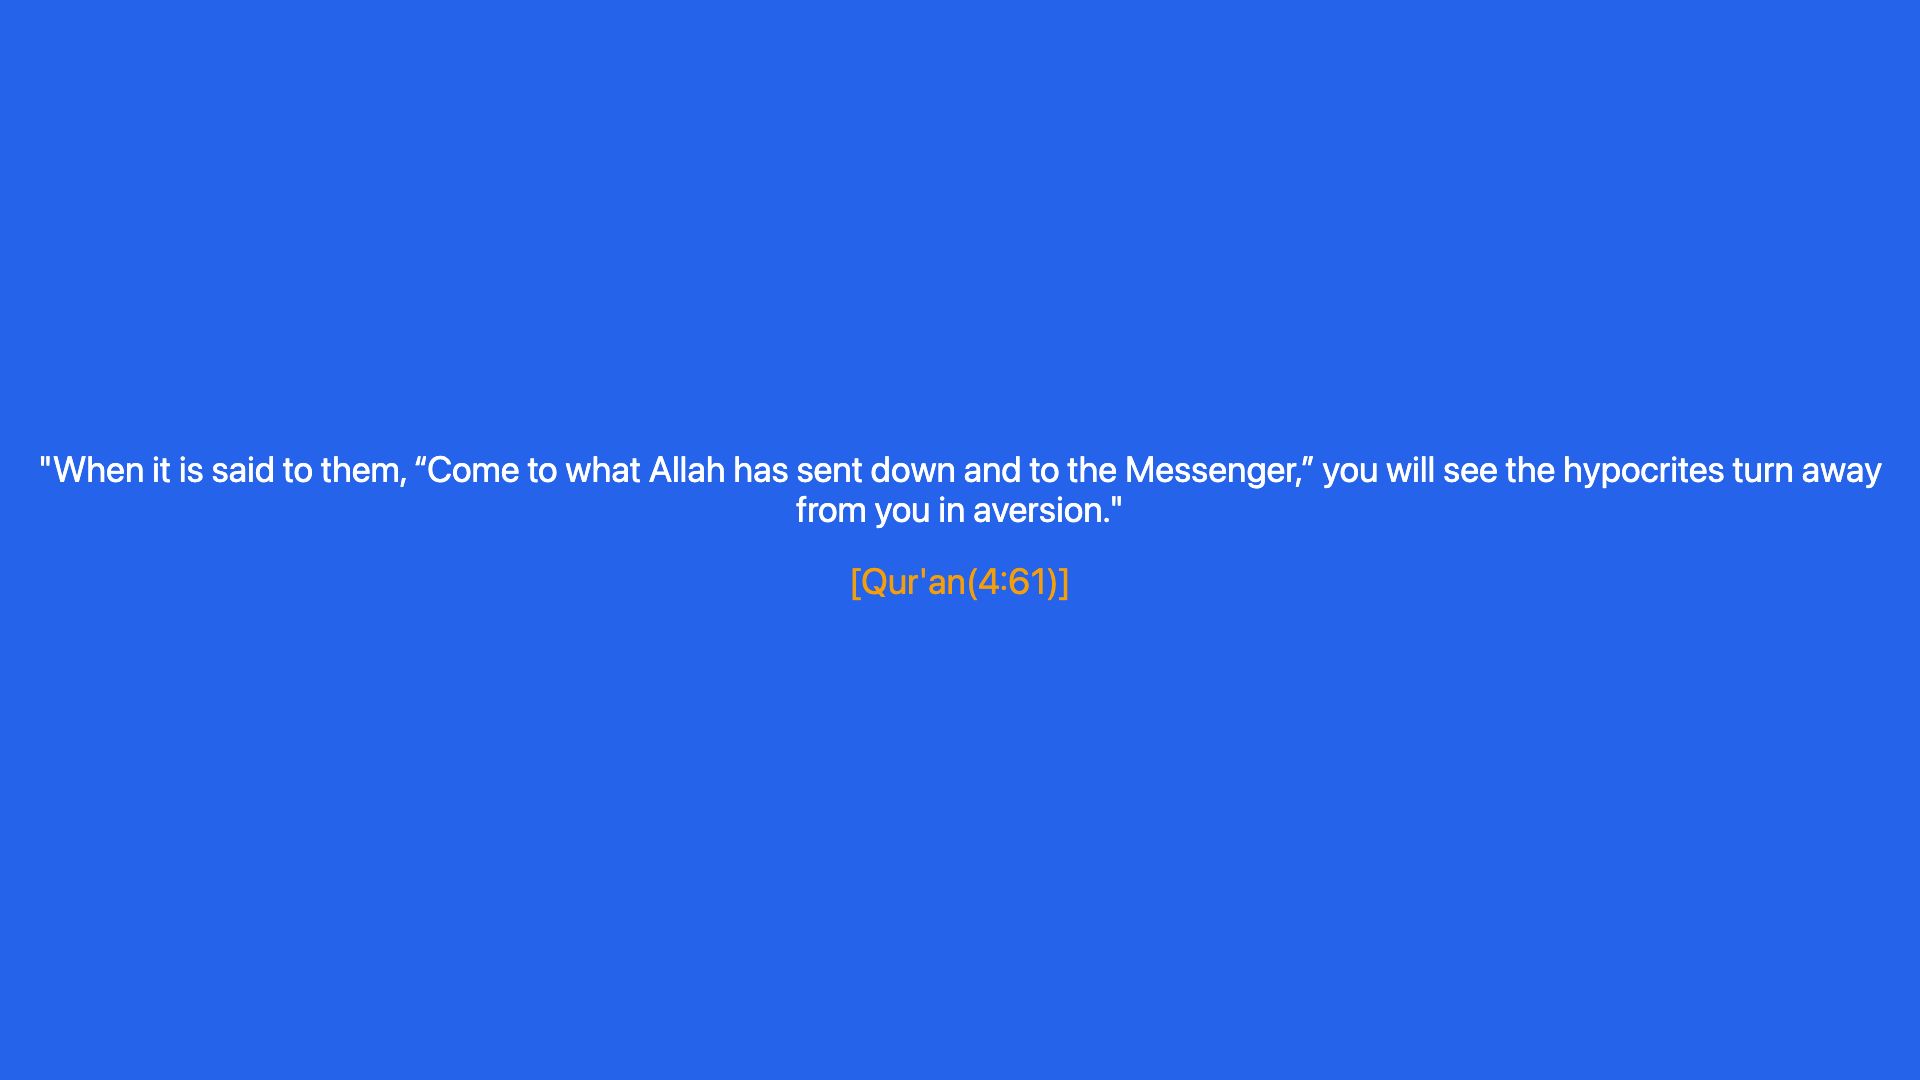 "When it is said to them, “Come to what Allah has sent down and to the Messenger,” you will see the hypocrites turn away
from you in aversion."
[Qur'an(4:61)]